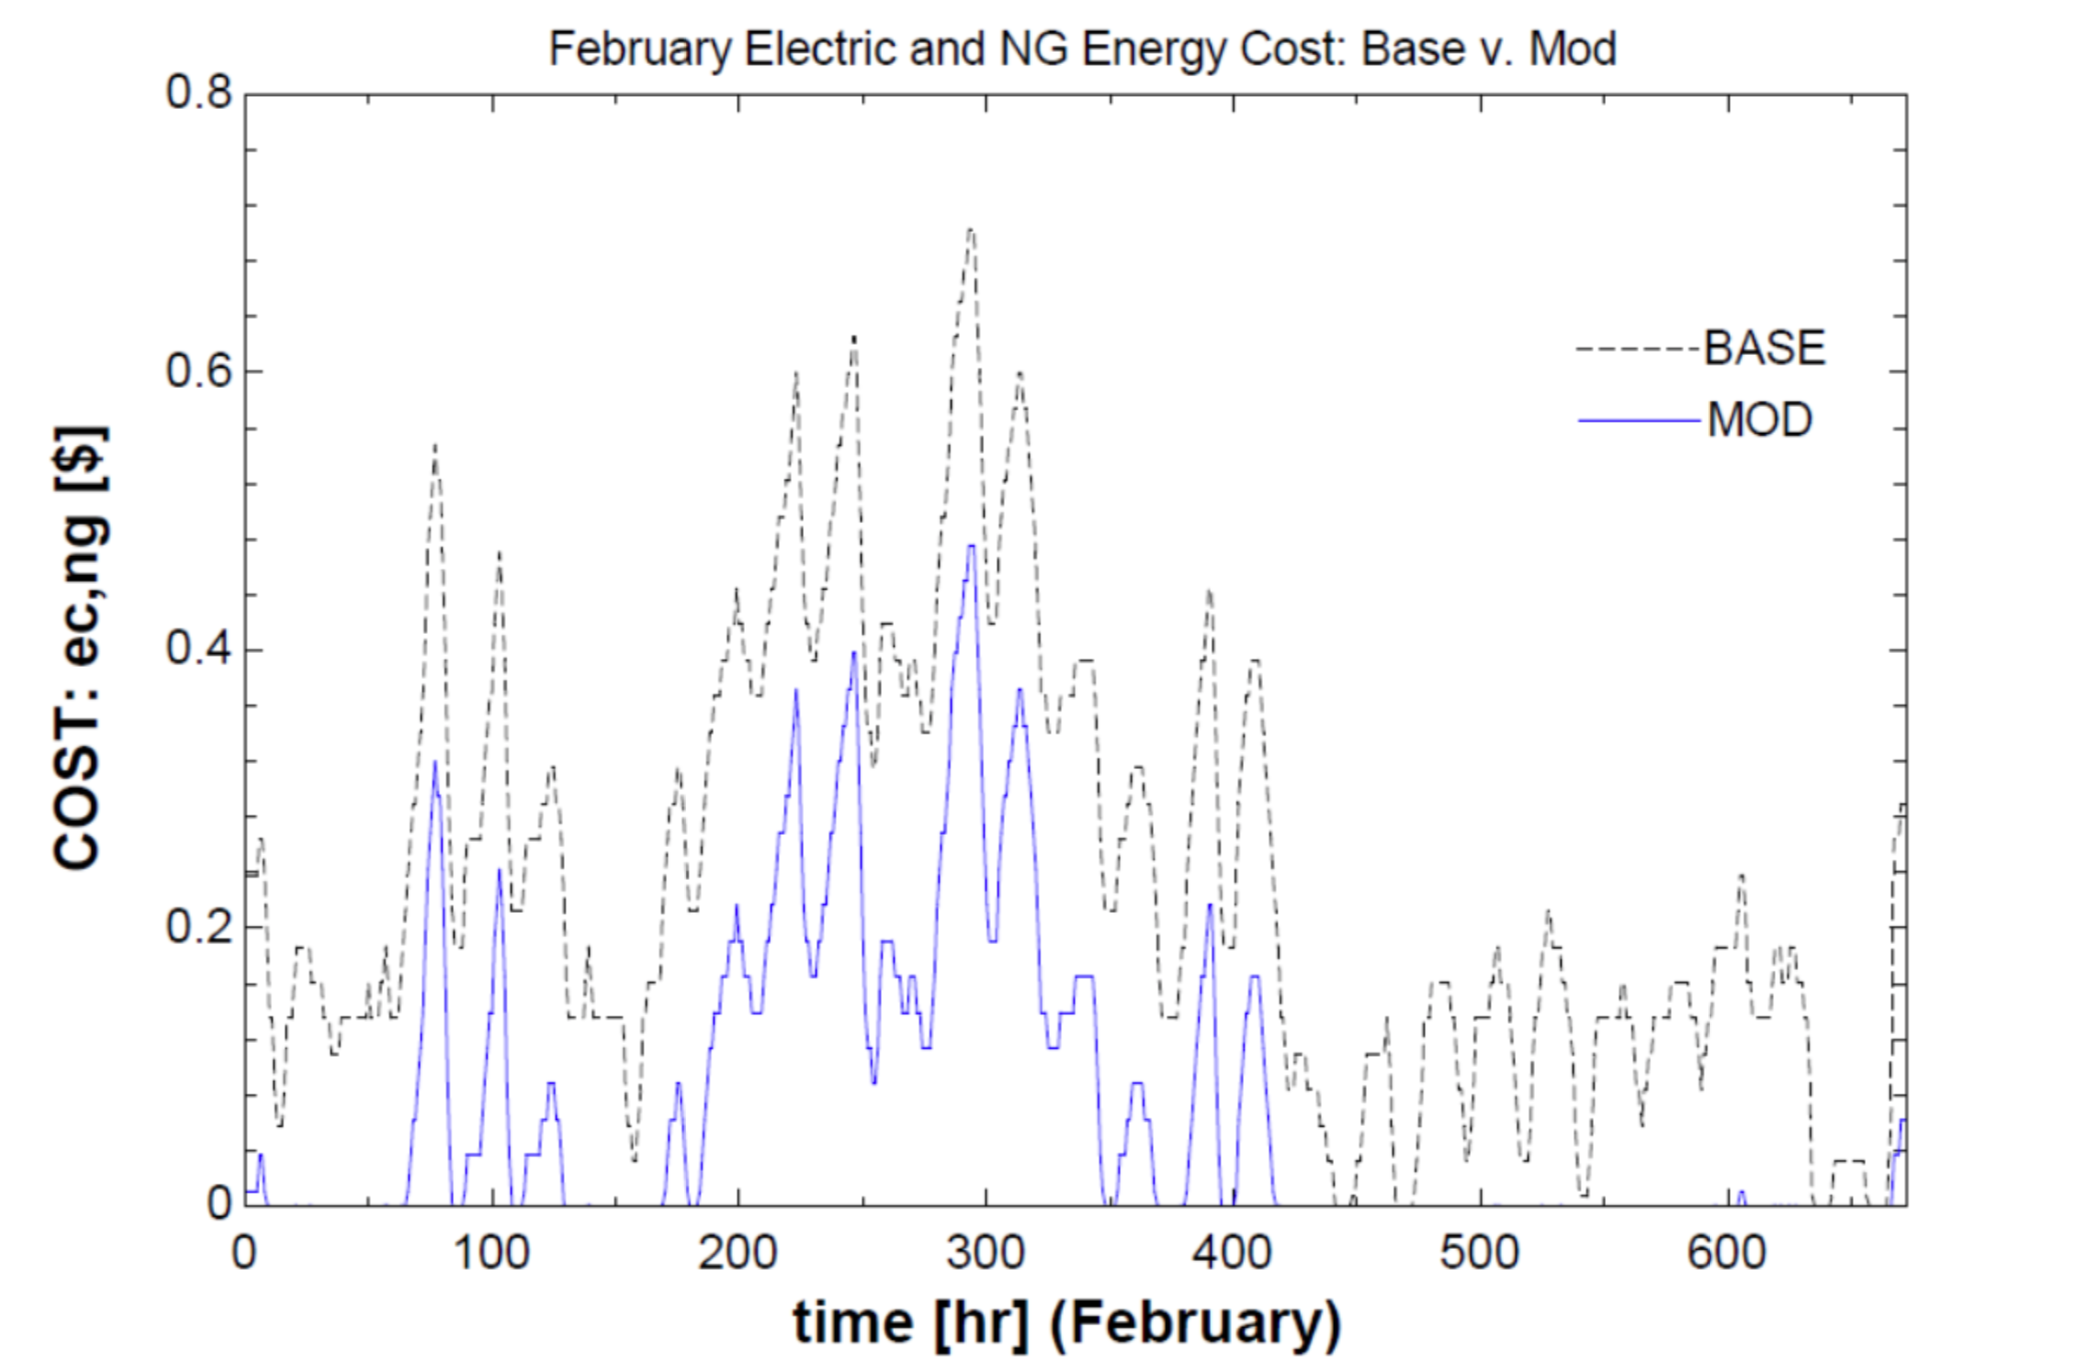 February Electric and NG Energy Cost: Base v. Mod
0.8
0.6
0.4
0.2
0
COST: ec,ng [$]
BASE
MOD
0 100 200 300 400 500 600
time [hr] (February)